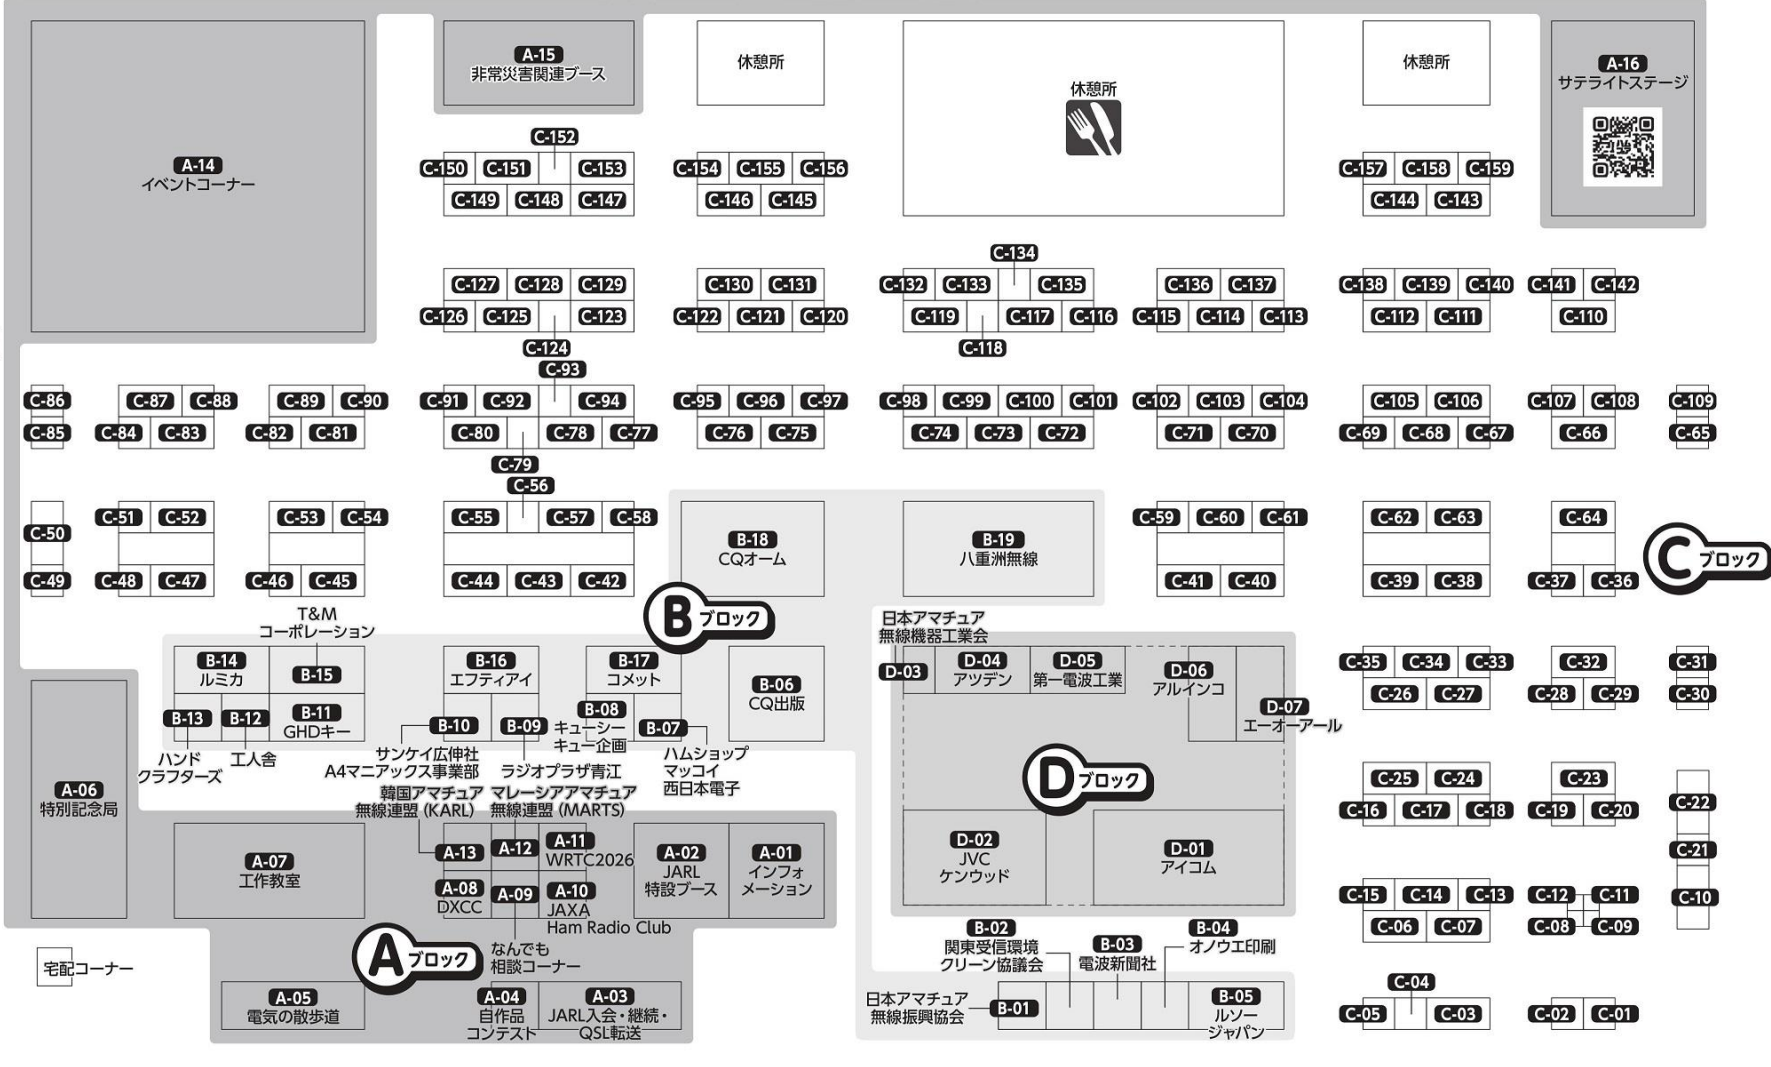 A-14
イベントコーナー
A-15
非常災害関連ブース
休憩所
休憩所
休憩所
A-16
サテライトステージ
C-152
C-150 C-151 C-153
C-154 C-155 C-156
C-157 C-158 C-159
C-149 C-148 C-147
C-146 C-145
C-144 C-143
C-134
C-127 C-128 C-129
C-130 C-131
C-132 C-133 C-135
C-136 C-137
C-138 C-139 C-140
C-141 C-142
C-126 C-125 C-123
C-122 C-121 C-120
C-119 C-117 C-116
C-115 C-114 C-113
C-112 C-111
C-110
C-124
C-118
C-93
C-86
C-87 C-88
C-89 C-90
C-91 C-92 C-94
C-95 C-96 C-97
C-98 C-99 C-100 C-101
C-102 C-103 C-104
C-105 C-106
C-107 C-108
C-109
C-85
C-84 C-83
C-82 C-81
C-80 C-78 C-77
C-76 C-75
C-74 C-73 C-72
C-71 C-70
C-69 C-68 C-67
C-66
C-65
C-79
C-56
C-50
C-51 C-52
C-53 C-54
C-55 C-57 C-58
C-59 C-60 C-61
C-62 C-63
C-64
C-49
C-48 C-47
C-46 C-45
C-44 C-43 C-42
C-41 C-40
C-39 C-38
C-37 C-36
Cブロック
B-18
CQオーム
B-19
八重洲無線
Bブロック
T&M
コーポレーション
B-15
B-14
ルミカ
B-13
ハンド
クラフターズ
B-12
工人舎
B-11
GHDキー
B-16
エフティアイ
B-10
サンケイ広伸社
A4マニアックス事業部
B-09
ラジオプラザ青江
B-17
コメット
B-08
キューシー
キュー企画
B-07
ハムショップ
マッコイ
西日本電子
B-06
CQ出版
日本アマチュア
無線機器工業会
D-03
D-04
アツデン
D-05
第一電波工業
D-06
アルインコ
D-07
エーオーアール
Dブロック
D-02
JVC
ケンウッド
D-01
アイコム
C-35 C-34 C-33
C-32
C-31
C-26 C-27
C-28 C-29
C-30
C-25 C-24
C-23
C-22
C-16 C-17 C-18
C-19 C-20
C-21
C-15 C-14 C-13
C-12 C-11
C-10
C-06 C-07
C-08 C-09
C-04
C-05 C-03
C-02 C-01
A-06
特別記念局
A-07
工作教室
韓国アマチュア
無線連盟 (KARL)
A-13
マレーシアアマチュア
無線連盟 (MARTS)
A-12
A-11
WRTC2026
A-08
DXCC
A-09
なんでも
相談コーナー
A-10
JAXA
Ham Radio Club
A-02
JARL
特設ブース
A-01
インフォ
メーション
Aブロック
宅配コーナー
A-05
電気の散歩道
A-04
自作品
コンテスト
A-03
JARL入会・継続・
QSL転送
B-02
関東受信環境
クリーン協議会
B-03
電波新聞社
B-04
オノウエ印刷
日本アマチュア
無線振興協会
B-01
B-05
ルソー
ジャパン